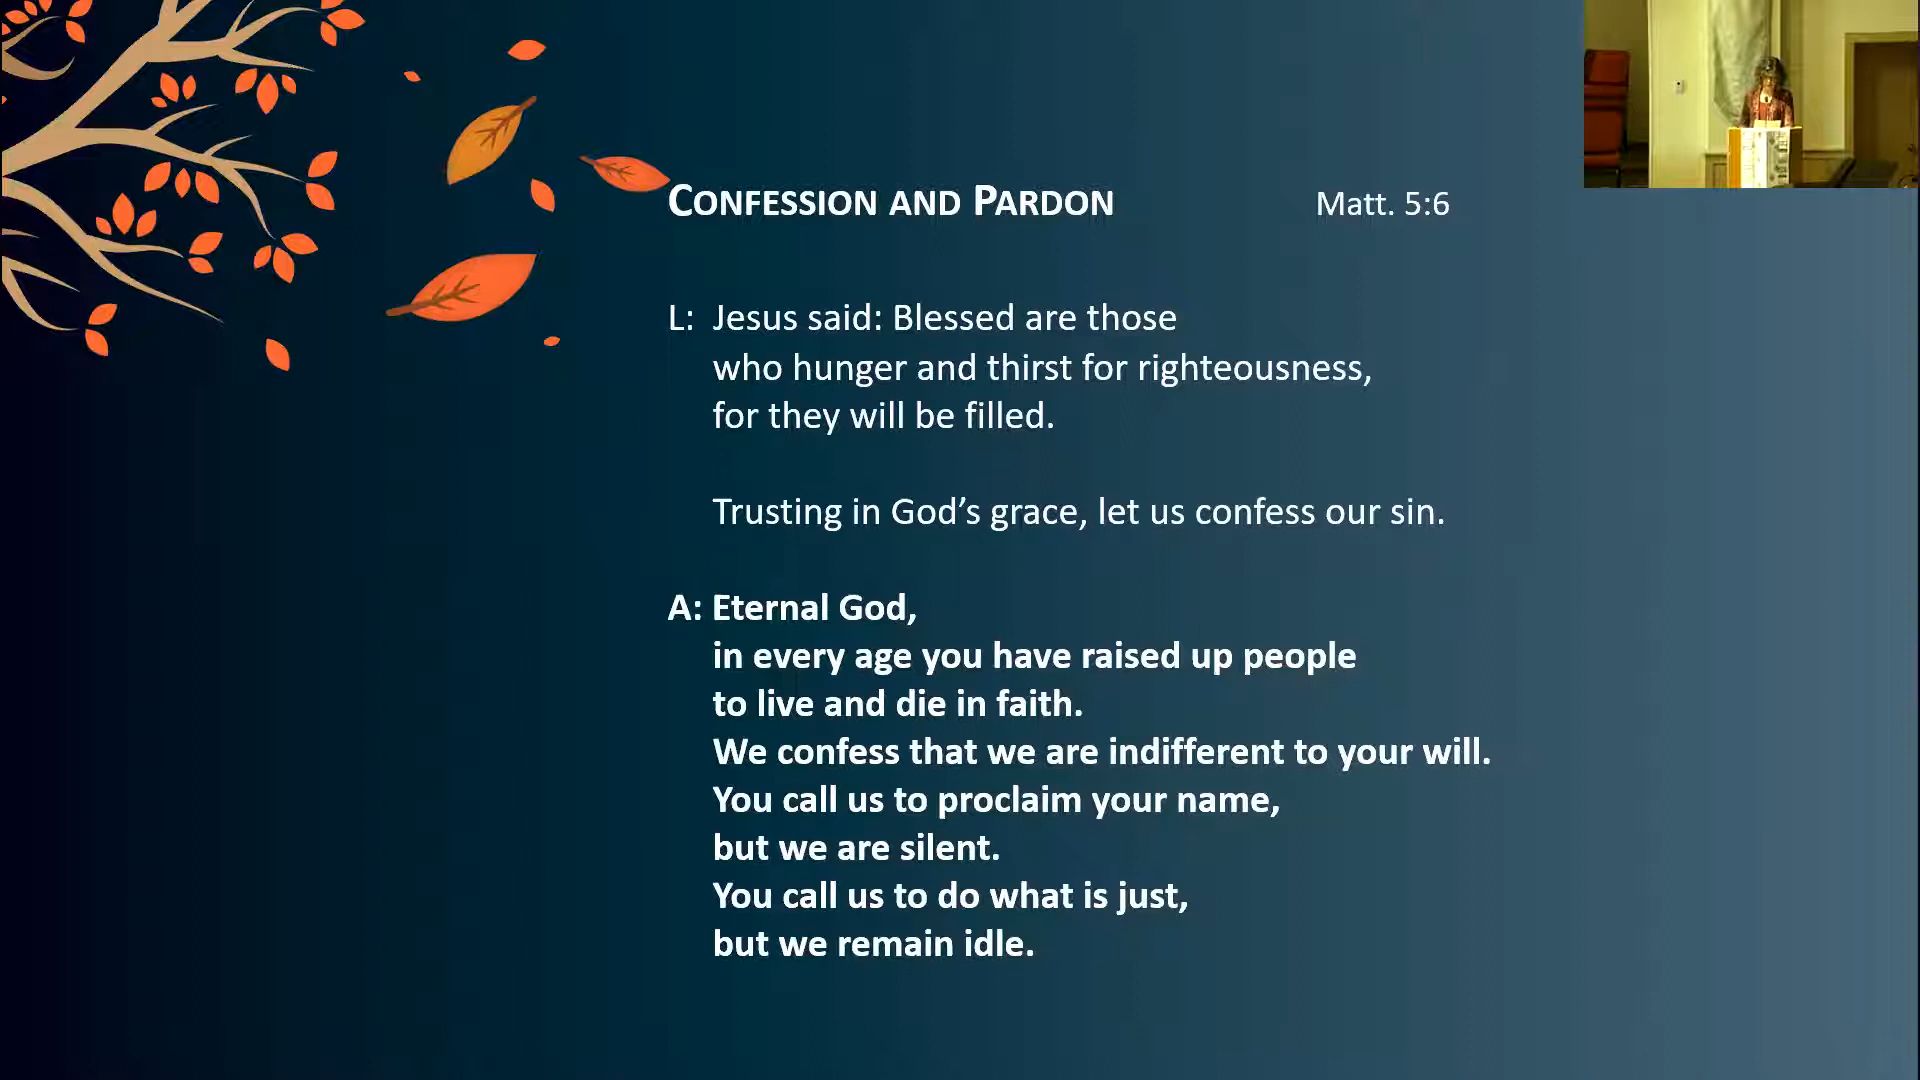 CONFESSION AND PARDON Matt. 5:6
L: Jesus said: Blessed are those
who hunger and thirst for righteousness,
for they will be filled.
Trusting in God’s grace, let us confess our sin.
A: Eternal God,
in every age you have raised up people
to live and die in faith.
We confess that we are indifferent to your will.
You call us to proclaim your name,
but we are silent.
You call us to do what is just,
but we remain idle.